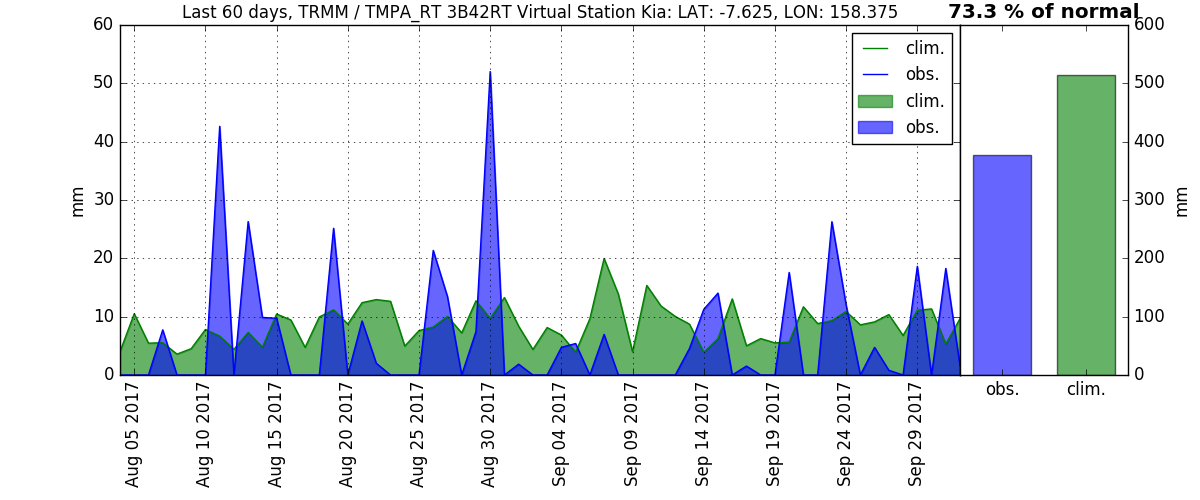 Last 60 days, TRMM / TMPA_RT 3B42RT Virtual Station Kia: LAT: -7.625, LON: 158.375
73.3 % of normal
60
50
40
30
20
10
0
mm
clim.
obs.
clim.
obs.
600
500
400
300
200
100
0
mm
Aug 05 2017
Aug 10 2017
Aug 15 2017
Aug 20 2017
Aug 25 2017
Aug 30 2017
Sep 04 2017
Sep 09 2017
Sep 14 2017
Sep 19 2017
Sep 24 2017
Sep 29 2017
obs.
clim.